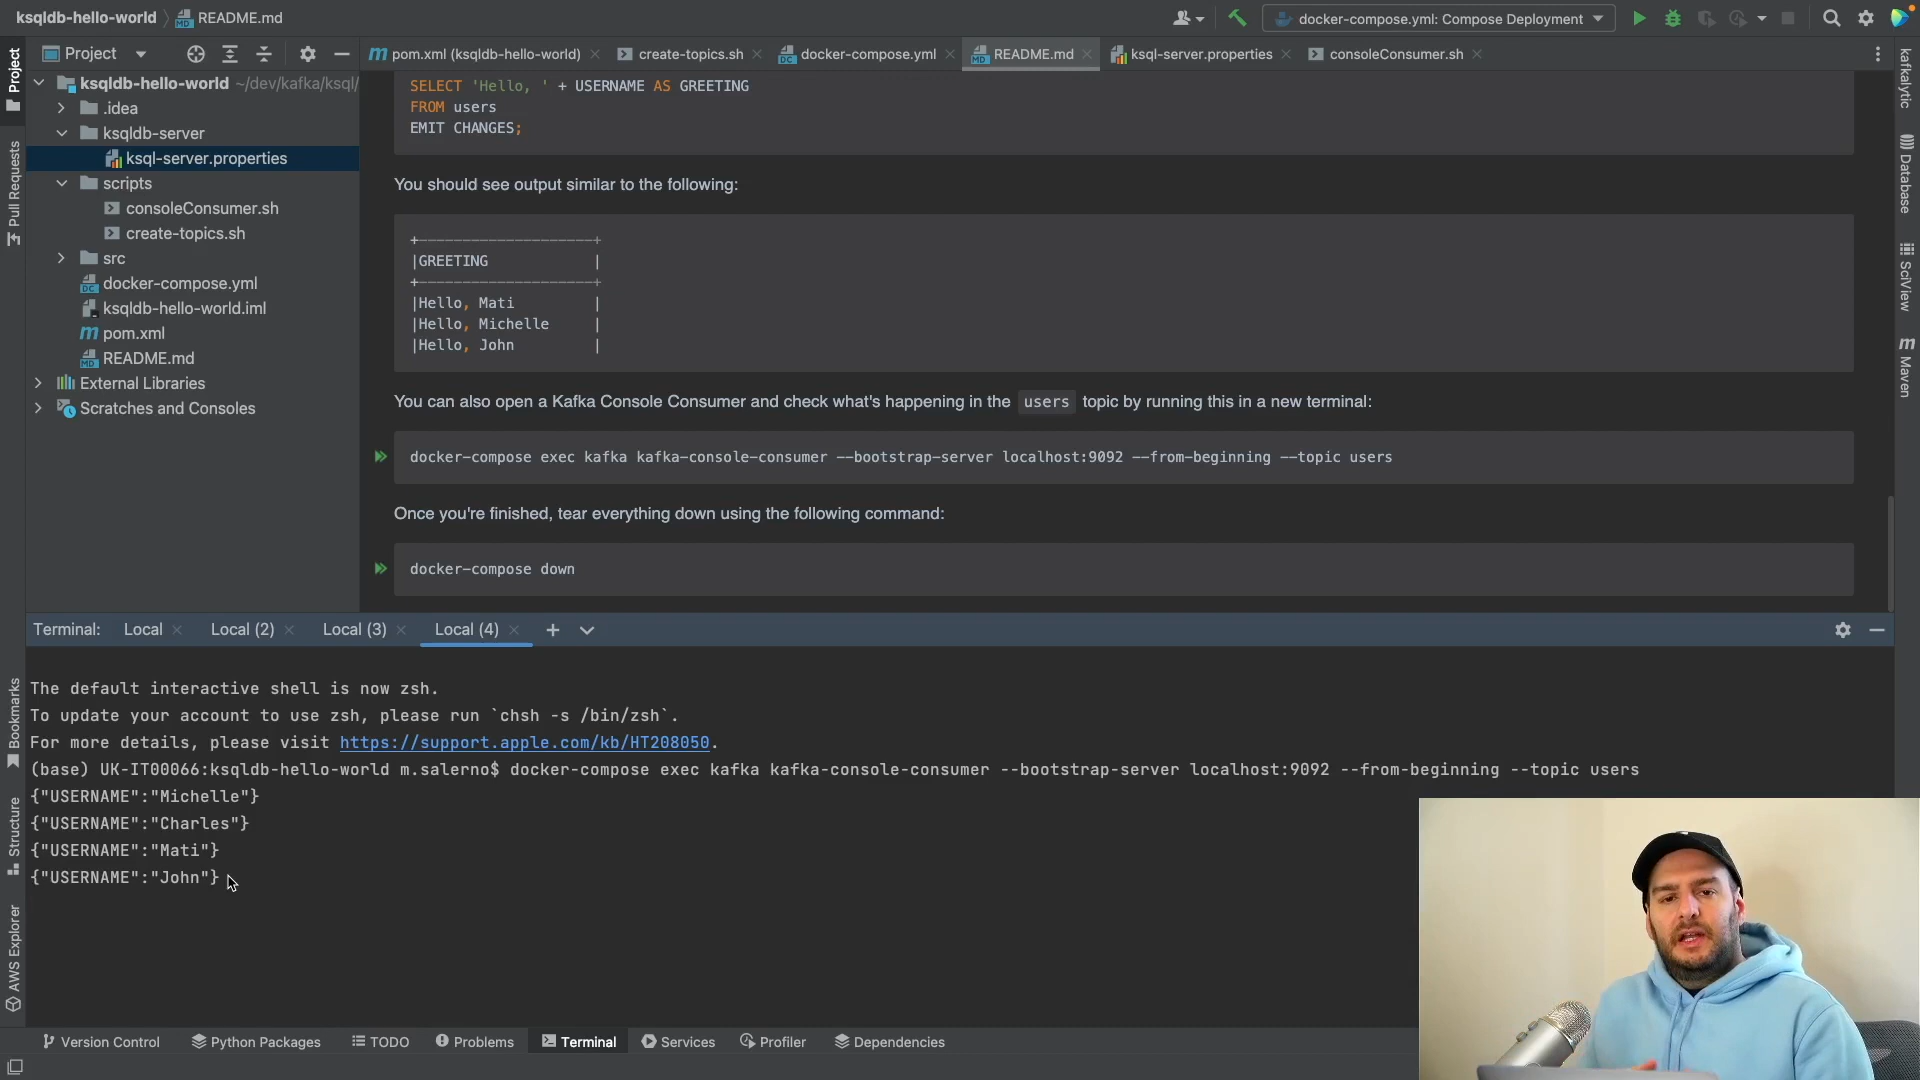 ksqldb-hello-world
README.md
docker-compose.yml: Compose Deployment
Project
pom.xml (ksqldb-hello-world)
create-topics.sh
docker-compose.yml
README.md
ksql-server.properties
consoleConsumer.sh
Project
Pull Requests
Bookmarks
Structure
AWS Explorer
ksqldb-hello-world ~/dev/kafka/ksql/
.idea
ksqldb-server
ksql-server.properties
scripts
consoleConsumer.sh
create-topics.sh
src
docker-compose.yml
ksqldb-hello-world.iml
pom.xml
README.md
External Libraries
Scratches and Consoles
SELECT 'Hello, ' + USERNAME AS GREETING
FROM users
EMIT CHANGES;
You should see output similar to the following:
+--------------------+
|GREETING            |
+--------------------+
|Hello, Mati         |
|Hello, Michelle     |
|Hello, John         |
You can also open a Kafka Console Consumer and check what's happening in the users topic by running this in a new terminal:
docker-compose exec kafka kafka-console-consumer --bootstrap-server localhost:9092 --from-beginning --topic users
Once you're finished, tear everything down using the following command:
docker-compose down
kafkalytic
Database
SciView
Maven
Terminal: Local Local (2) Local (3) Local (4)
The default interactive shell is now zsh.
To update your account to use zsh, please run `chsh -s /bin/zsh`.
For more details, please visit https://support.apple.com/kb/HT208050.
(base) UK-IT00066:ksqldb-hello-world m.salerno$ docker-compose exec kafka kafka-console-consumer --bootstrap-server localhost:9092 --from-beginning --topic users
{"USERNAME":"Michelle"}
{"USERNAME":"Charles"}
{"USERNAME":"Mati"}
{"USERNAME":"John"}
Version Control
Python Packages
TODO
Problems
Terminal
Services
Profiler
Dependencies